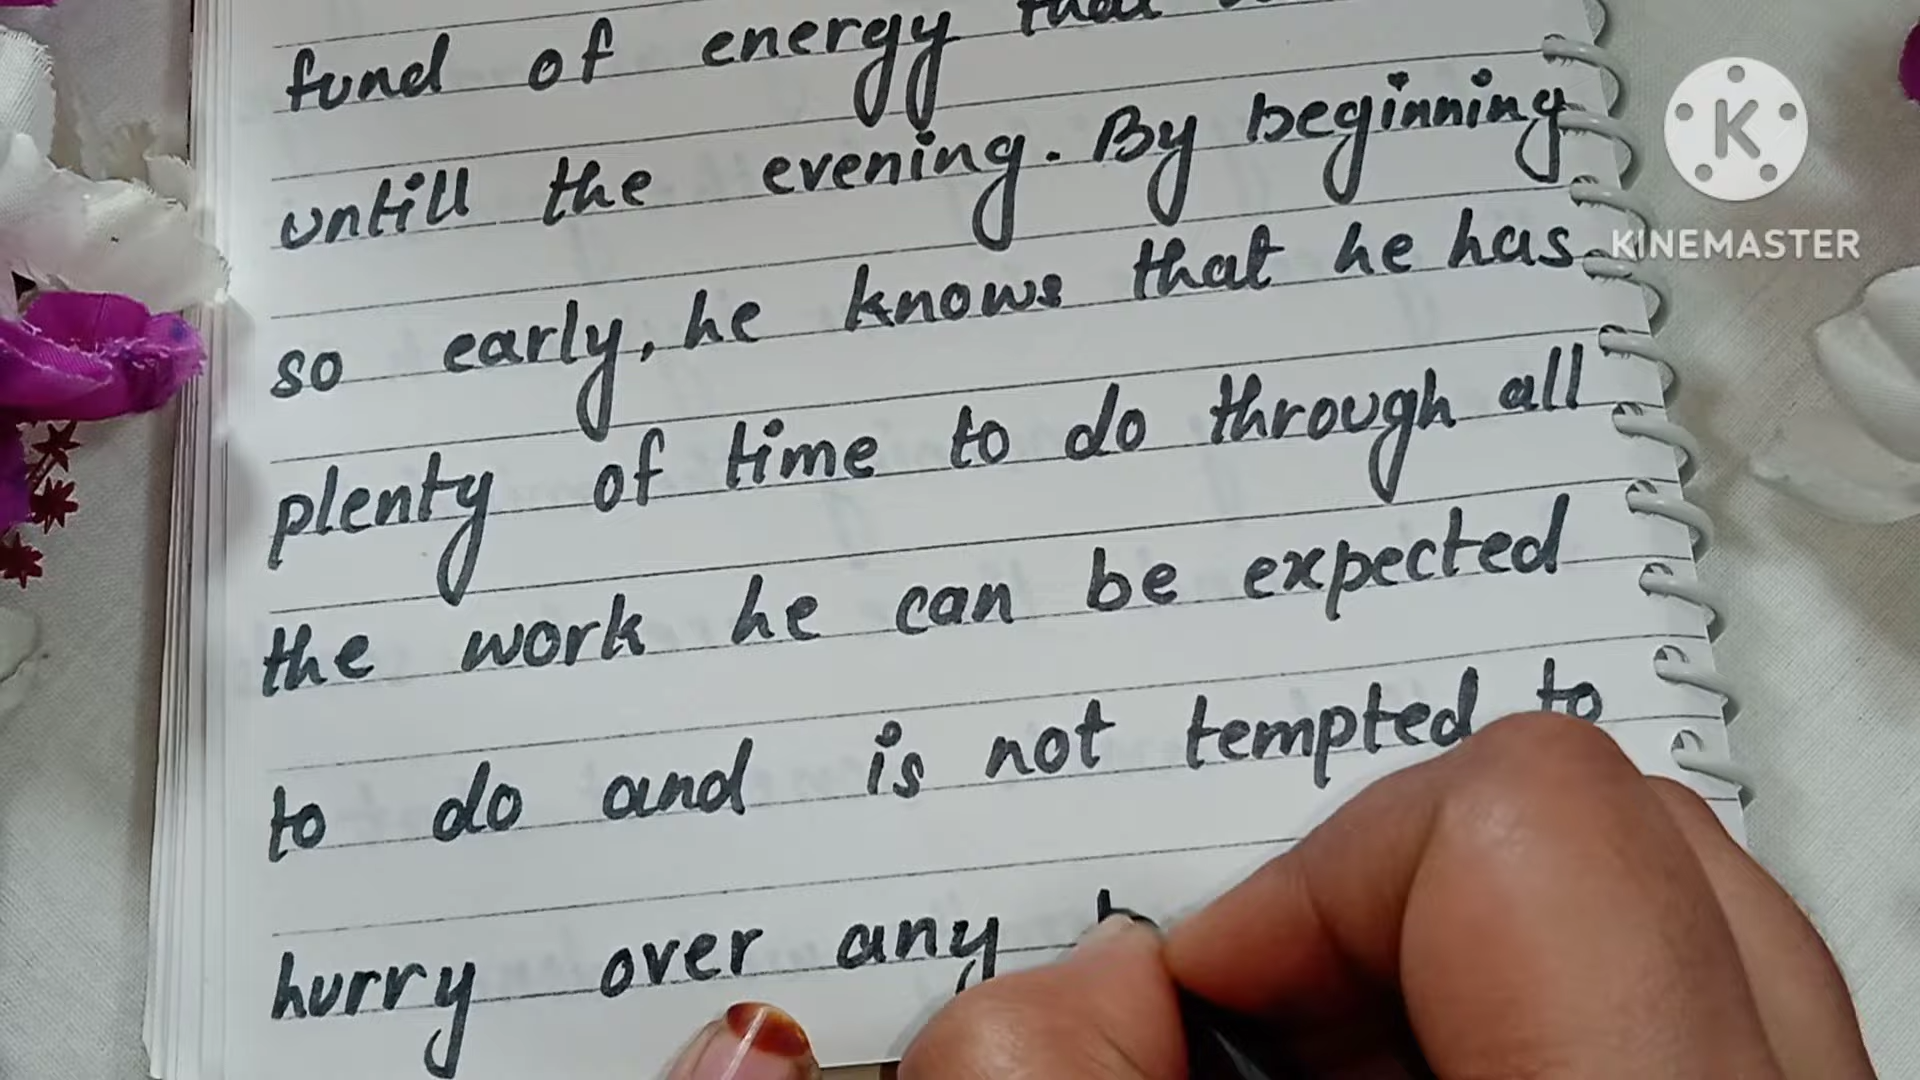 fund of energy that
untill the evening. By beginning
so early, he knows that he has
plenty of time to do through all
the work he can be expected
to do and is not tempted to
hurry over any
K
KINEMASTER